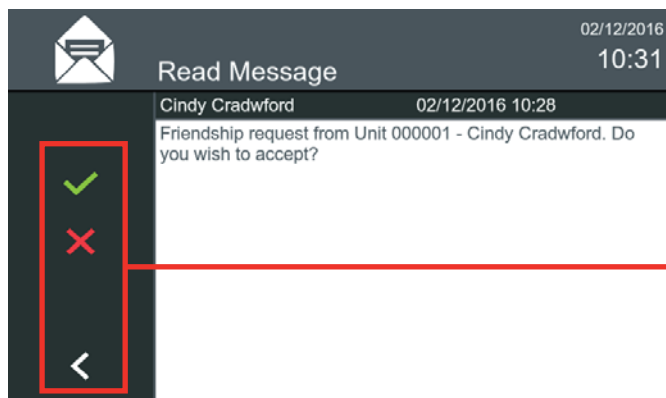 02/12/2016
10:31
Read Message
Cindy Cradwford 02/12/2016 10:28
Friendship request from Unit 000001 - Cindy Cradwford. Do
you wish to accept?